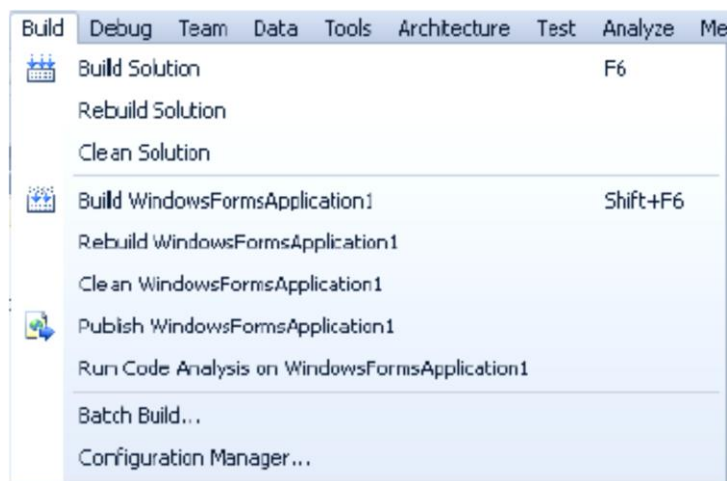 Build Debug Team Data Tools Architecture Test Analyze Me
Build Solution F6
Rebuild Solution
Clean Solution
Build WindowsFormsApplication1 Shift+F6
Rebuild WindowsFormsApplication1
Clean WindowsFormsApplication1
Publish WindowsFormsApplication1
Run Code Analysis on WindowsFormsApplication1
Batch Build...
Configuration Manager...